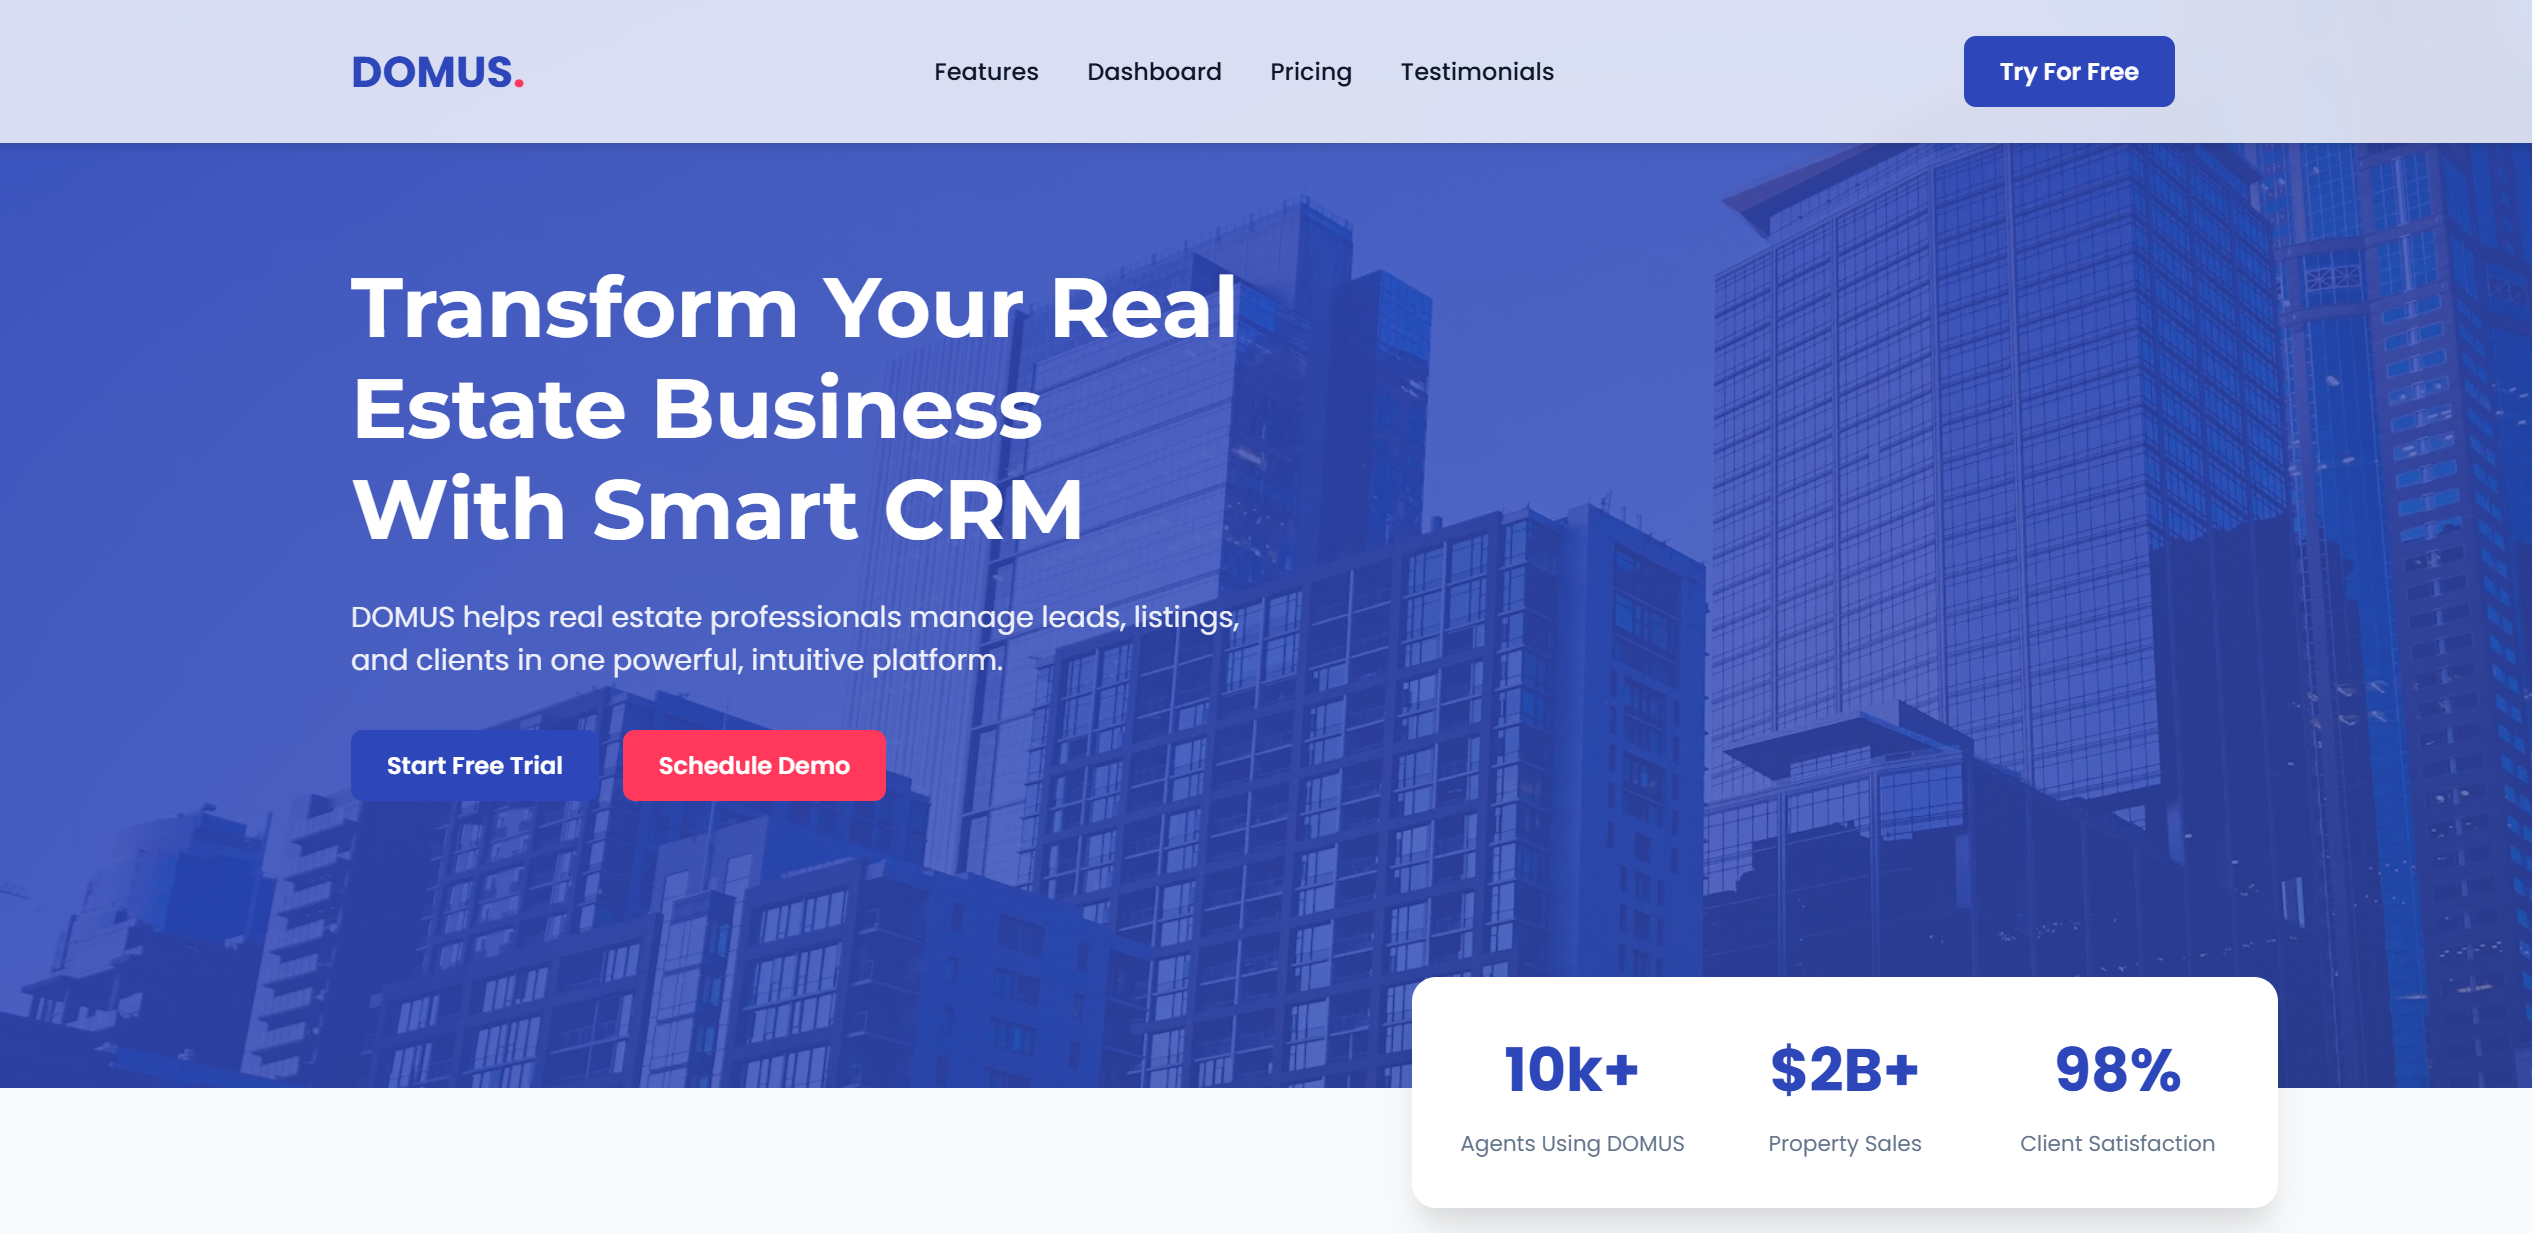 DOMUS.
Features
Dashboard
Pricing
Testimonials
Try For Free
Transform Your Real
Estate Business
With Smart CRM
DOMUS helps real estate professionals manage leads, listings,
and clients in one powerful, intuitive platform.
Start Free Trial
Schedule Demo
10k+
Agents Using DOMUS
$2B+
Property Sales
98%
Client Satisfaction